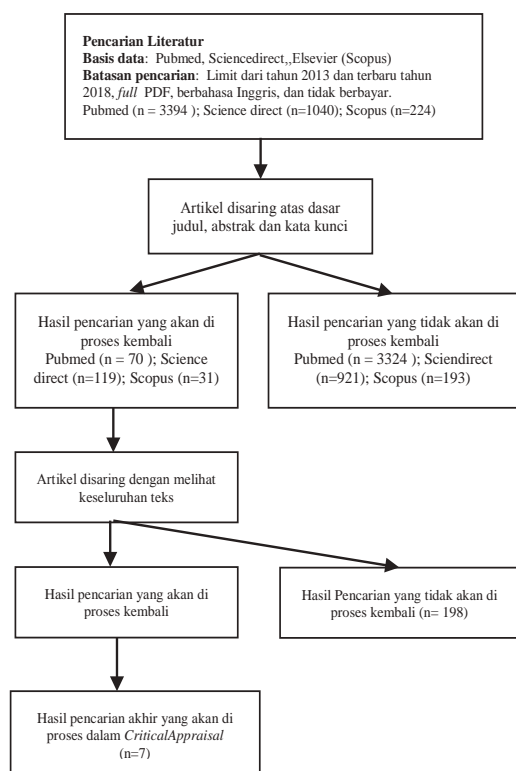 Pencarian Literatur
Basis data: Pubmed, Sciencedirect,,Elsevier (Scopus)
Batasan pencarian: Limit dari tahun 2013 dan terbaru tahun
2018, full PDF, berbahasa Inggris, dan tidak berbayar.
Pubmed (n = 3394 ); Science direct (n=1040); Scopus (n=224)
Artikel disaring atas dasar
judul, abstrak dan kata kunci
Hasil pencarian yang akan di
proses kembali
Pubmed (n = 70 ); Science
direct (n=119); Scopus (n=31)
Hasil pencarian yang tidak akan di
proses kembali
Pubmed (n = 3324 ); Sciendirect
(n=921); Scopus (n=193)
Artikel disaring dengan melihat
keseluruhan teks
Hasil pencarian yang akan di
proses kembali
Hasil Pencarian yang tidak akan di
proses kembali (n= 198)
Hasil pencarian akhir yang akan di
proses dalam CriticalAppraisal
(n=7)